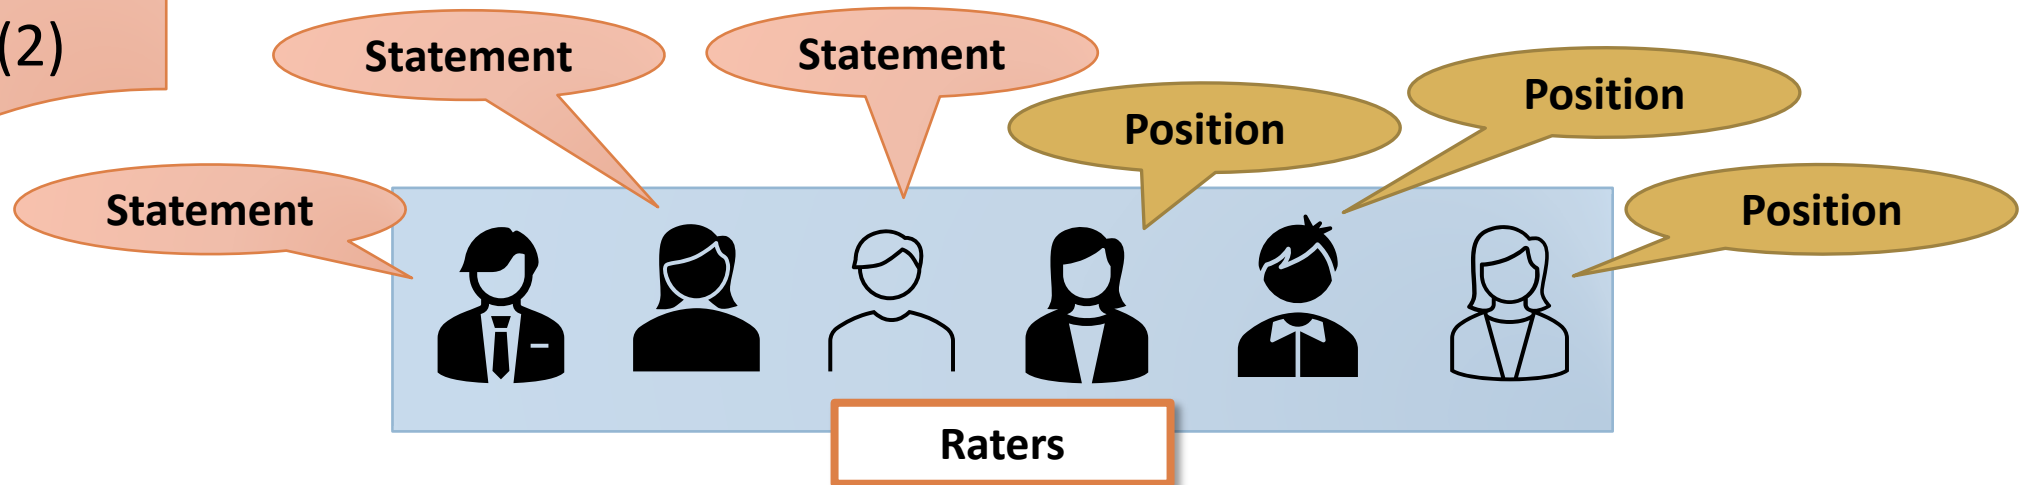 (2)
Statement
Statement
Statement
Position
Position
Position
Raters